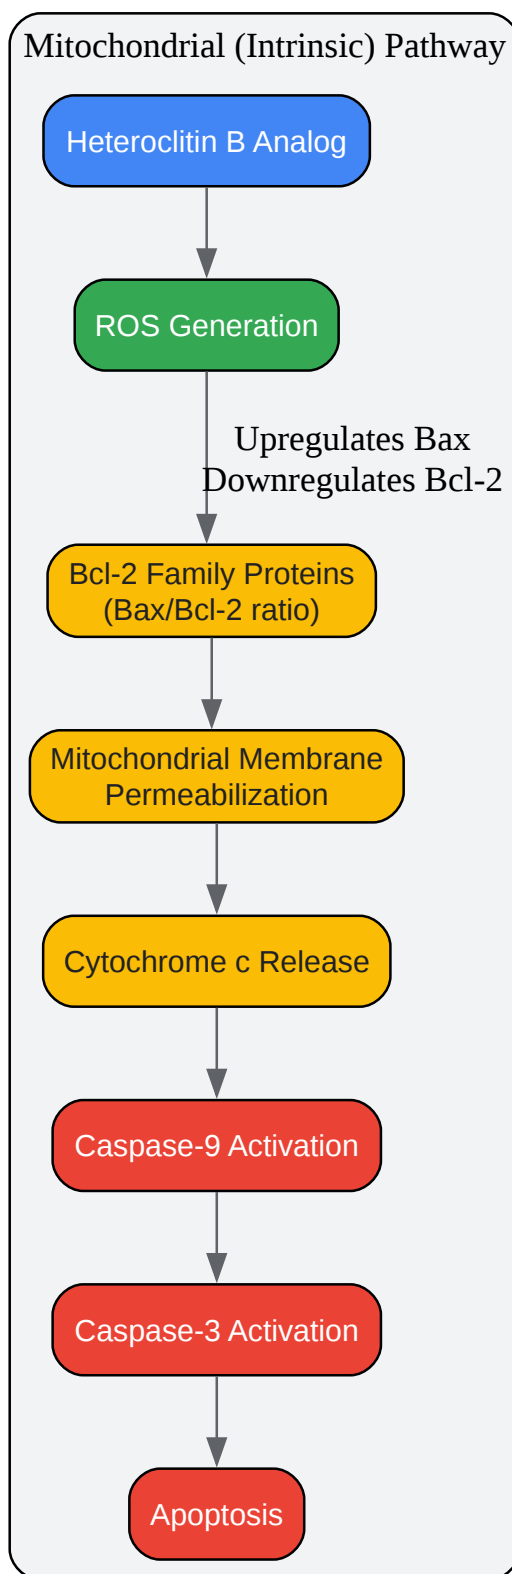 Mitochondrial (Intrinsic) Pathway
Heteroclitin B Analog
ROS Generation
Upregulates Bax
Downregulates Bcl-2
Bcl-2 Family Proteins
(Bax/Bcl-2 ratio)
Mitochondrial Membrane
Permeabilization
Cytochrome c Release
Caspase-9 Activation
Caspase-3 Activation
Apoptosis